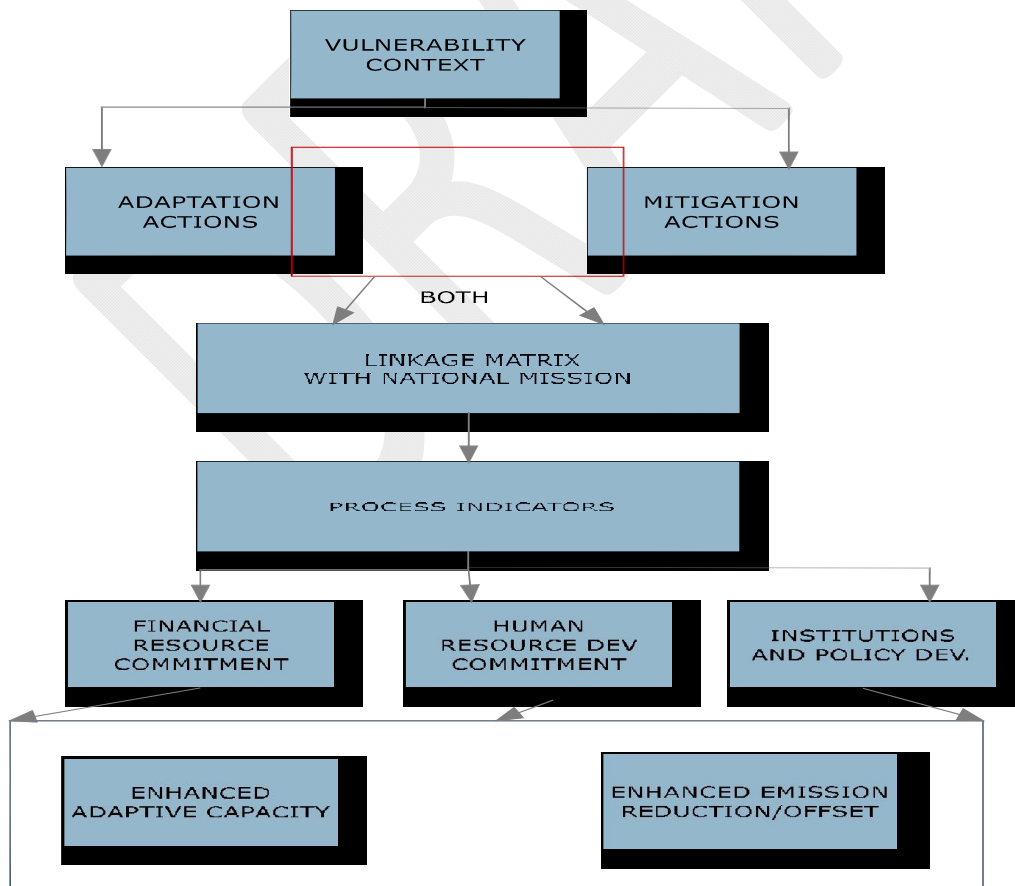 VULNERABILITY
CONTEXT
ADAPTATION
ACTIONS
MITIGATION
ACTIONS
BOTH
LINKAGE MATRIX
WITH NATIONAL MISSION
PROCESS INDICATORS
FINANCIAL
RESOURCE
COMMITMENT
HUMAN
RESOURCE DEV
COMMITMENT
INSTITUTIONS
AND POLICY DEV.
ENHANCED
ADAPTIVE CAPACITY
ENHANCED EMISSION
REDUCTION/OFFSET